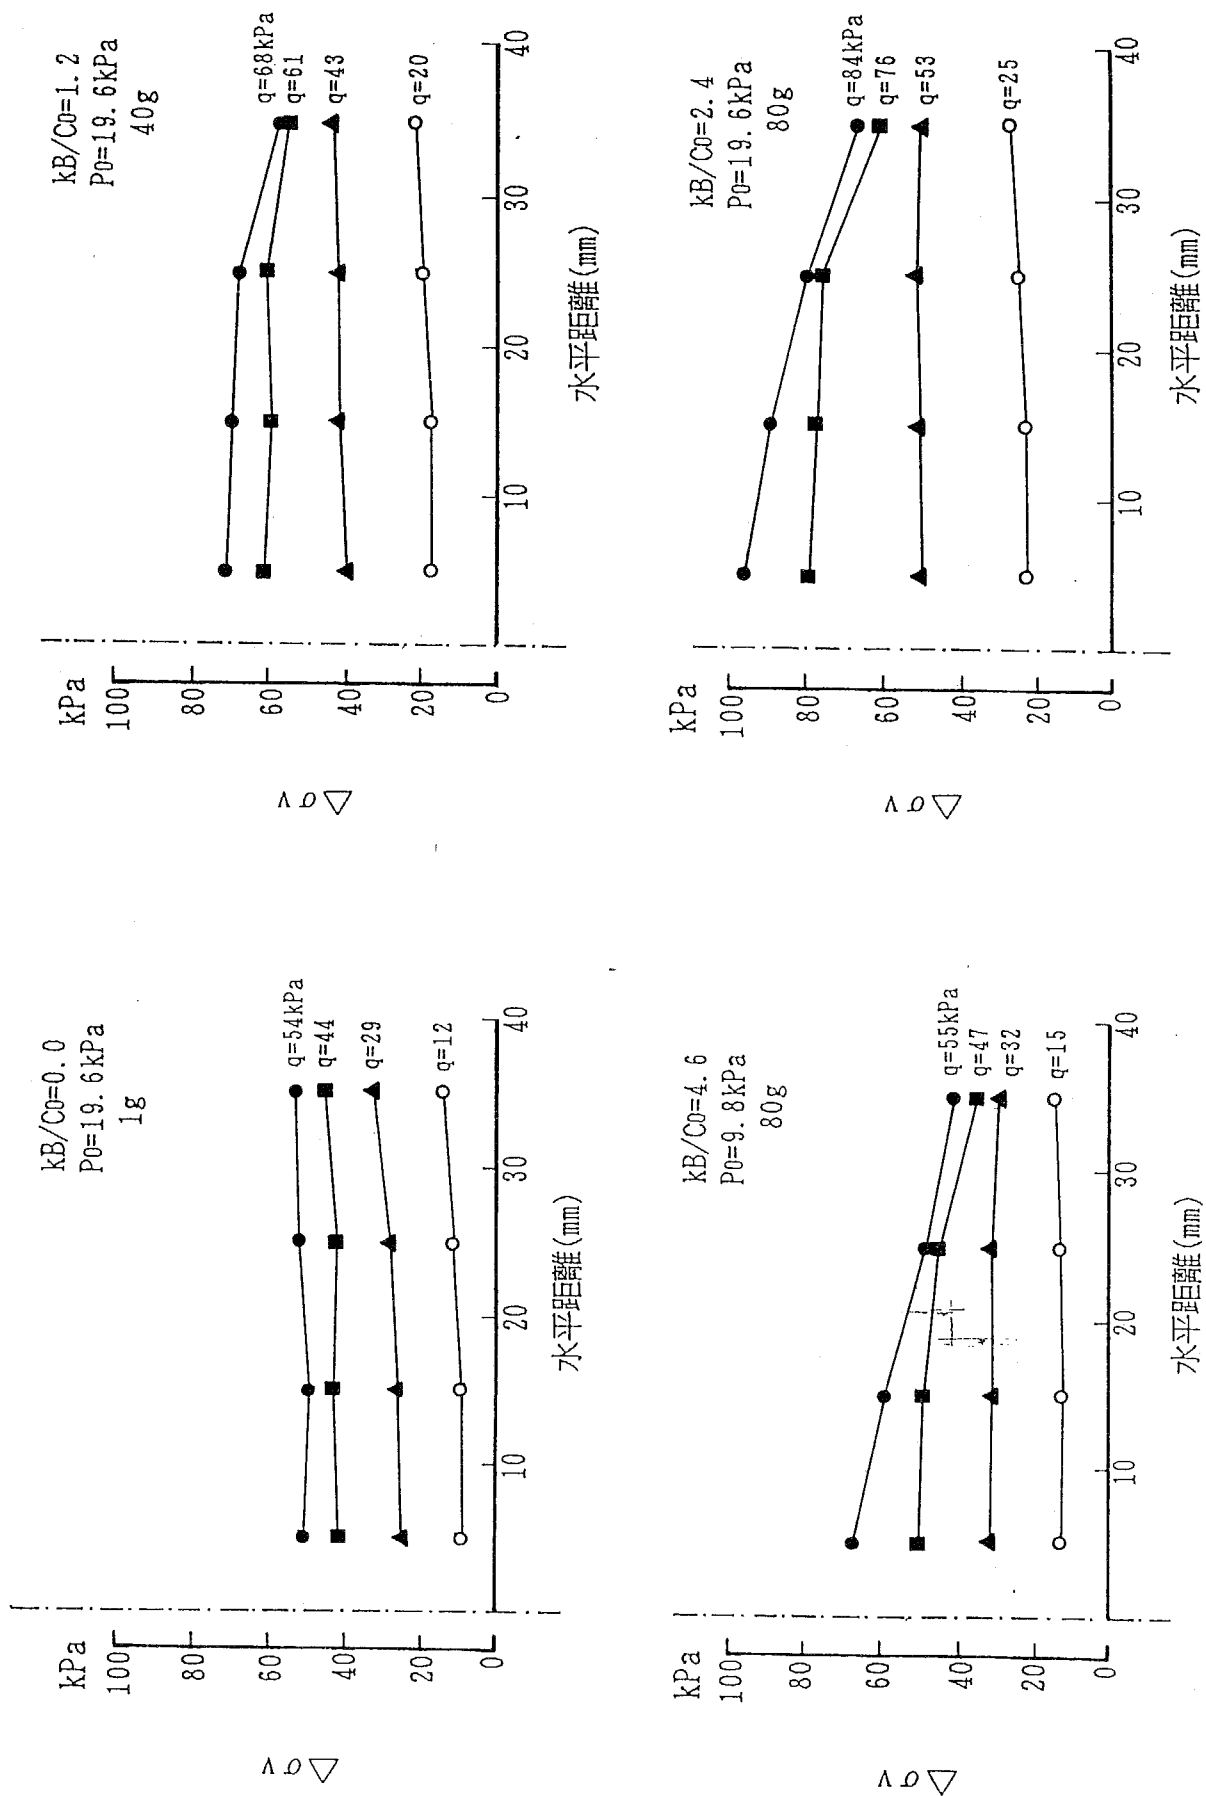 kB/C0=0.0
P0=19.6kPa
1g
kPa
100
80
60
40
20
0
△σv
q=54kPa
q=44
q=29
q=12
10
20
30
40
水平距離(mm)
kB/C0=1.2
P0=19.6kPa
40g
kPa
100
80
60
40
20
0
△σv
q=68kPa
q=61
q=43
q=20
10
20
30
40
水平距離(mm)
kB/C0=4.6
P0=9.8kPa
80g
kPa
100
80
60
40
20
0
△σv
q=55kPa
q=47
q=32
q=15
10
20
30
40
水平距離(mm)
kB/C0=2.4
P0=19.6kPa
80g
kPa
100
80
60
40
20
0
△σv
q=84kPa
q=76
q=53
q=25
10
20
30
40
水平距離(mm)